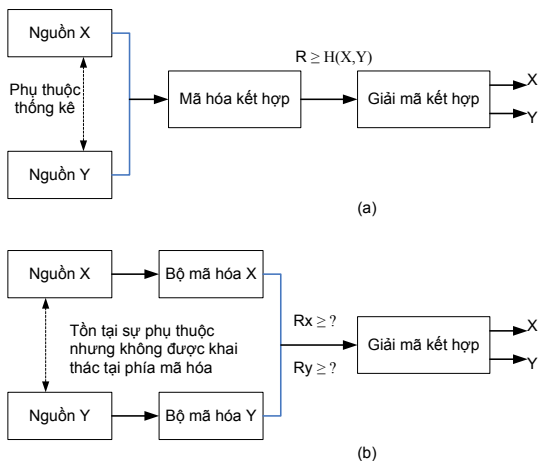 Nguồn X
Phụ thuộc
thống kê
Nguồn Y
Mã hóa kết hợp
R ≥ H(X,Y)
Giải mã kết hợp
X
Y
(a)
Nguồn X
Bộ mã hóa X
Tồn tại sự phụ thuộc
nhưng không được khai
thác tại phía mã hóa
Nguồn Y
Bộ mã hóa Y
Rx ≥ ?
Ry ≥ ?
Giải mã kết hợp
X
Y
(b)